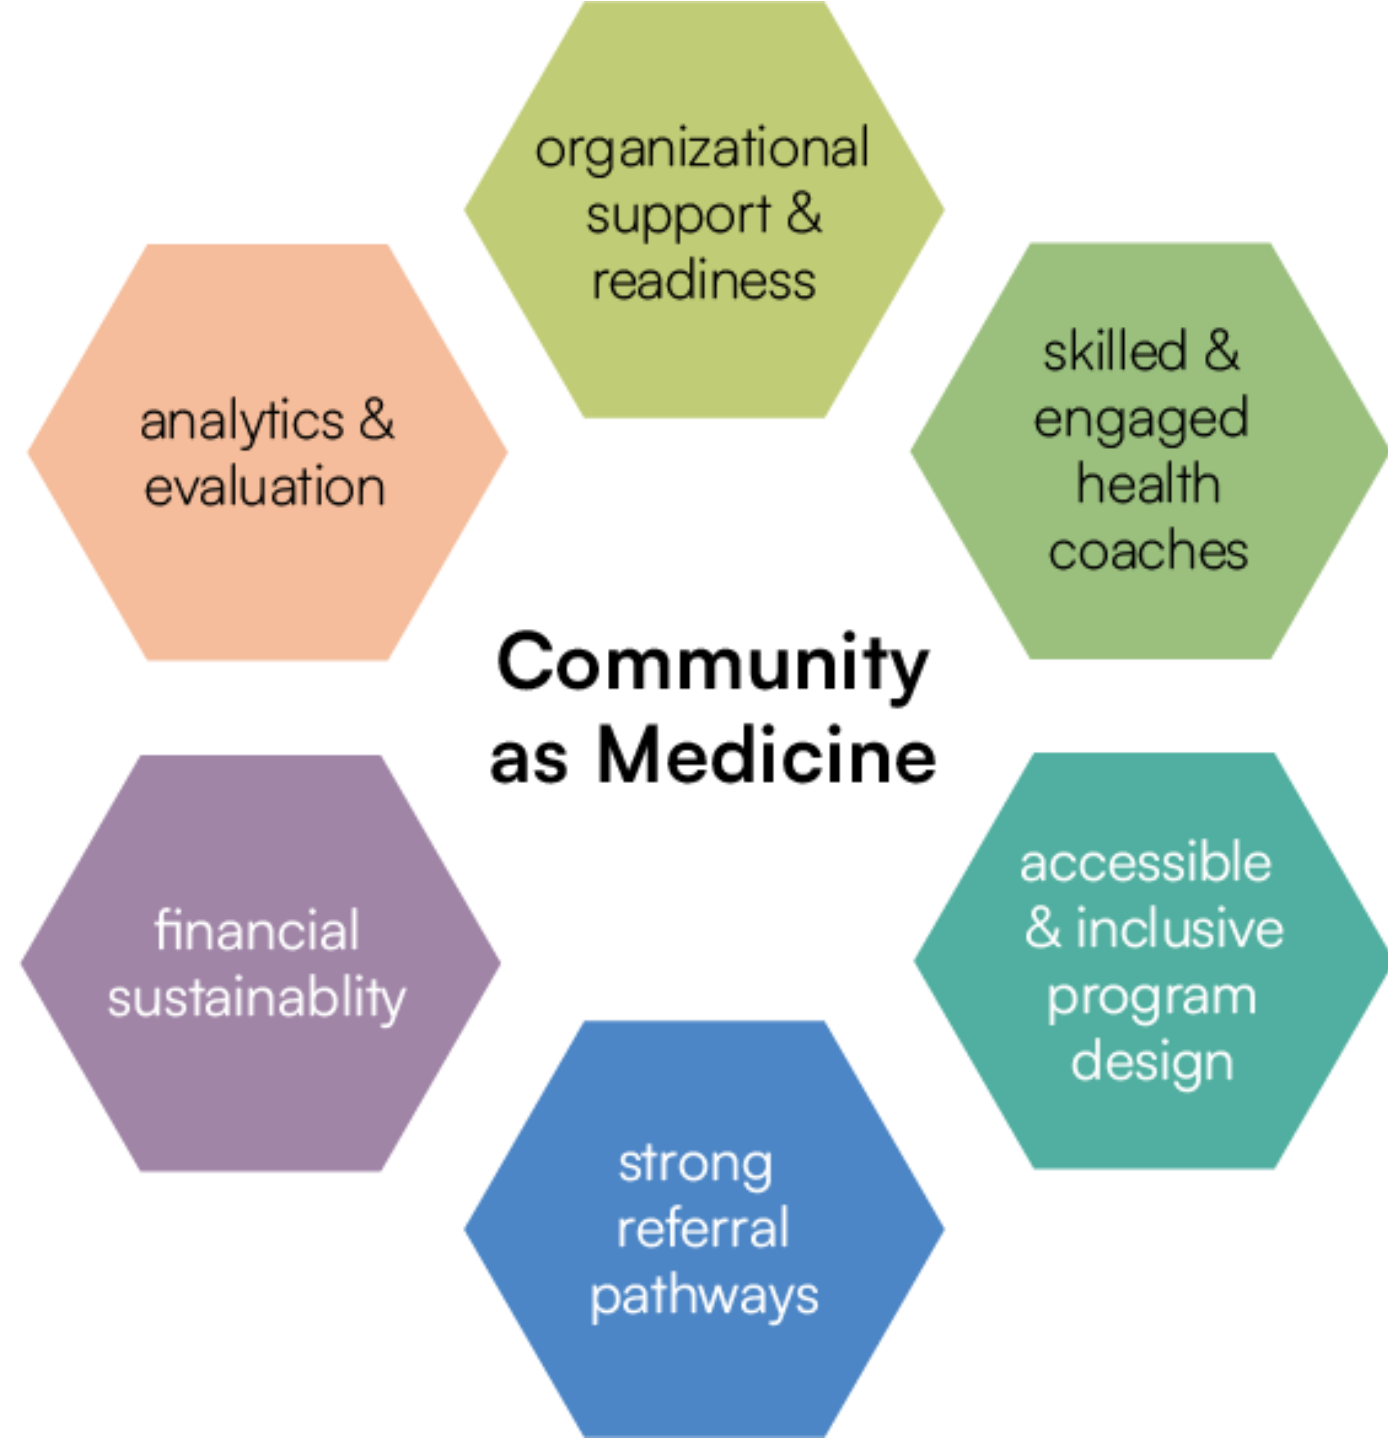 organizational
support &
readiness
skilled &
engaged
health
coaches
analytics &
evaluation
Community
as Medicine
accessible
& inclusive
program
design
financial
sustainablity
strong
referral
pathways